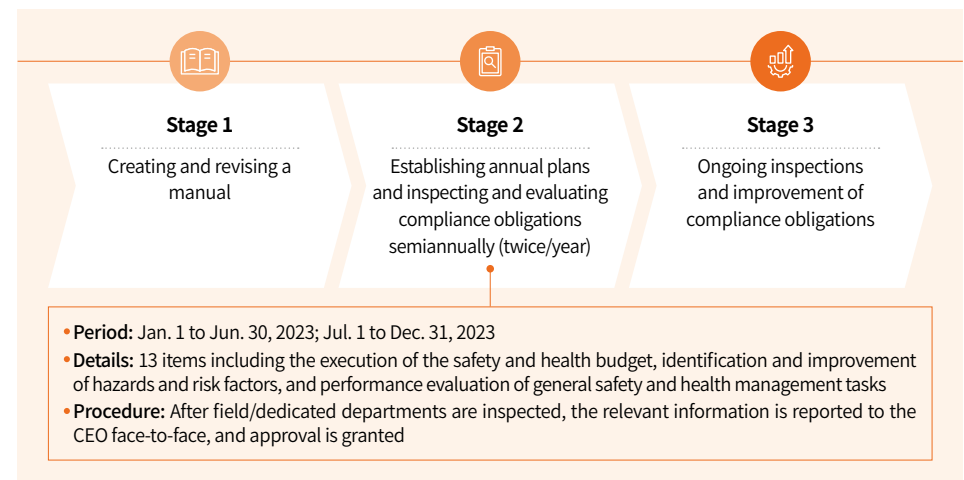 Stage 1
Creating and revising a
manual
Stage 2
Establishing annual plans
and inspecting and evaluating
compliance obligations
semiannually (twice/year)
Stage 3
Ongoing inspections
and improvement of
compliance obligations
• Period: Jan. 1 to Jun. 30, 2023; Jul. 1 to Dec. 31, 2023
• Details: 13 items including the execution of the safety and health budget, identification and improvement
of hazards and risk factors, and performance evaluation of general safety and health management tasks
• Procedure: After field/dedicated departments are inspected, the relevant information is reported to the
CEO face-to-face, and approval is granted